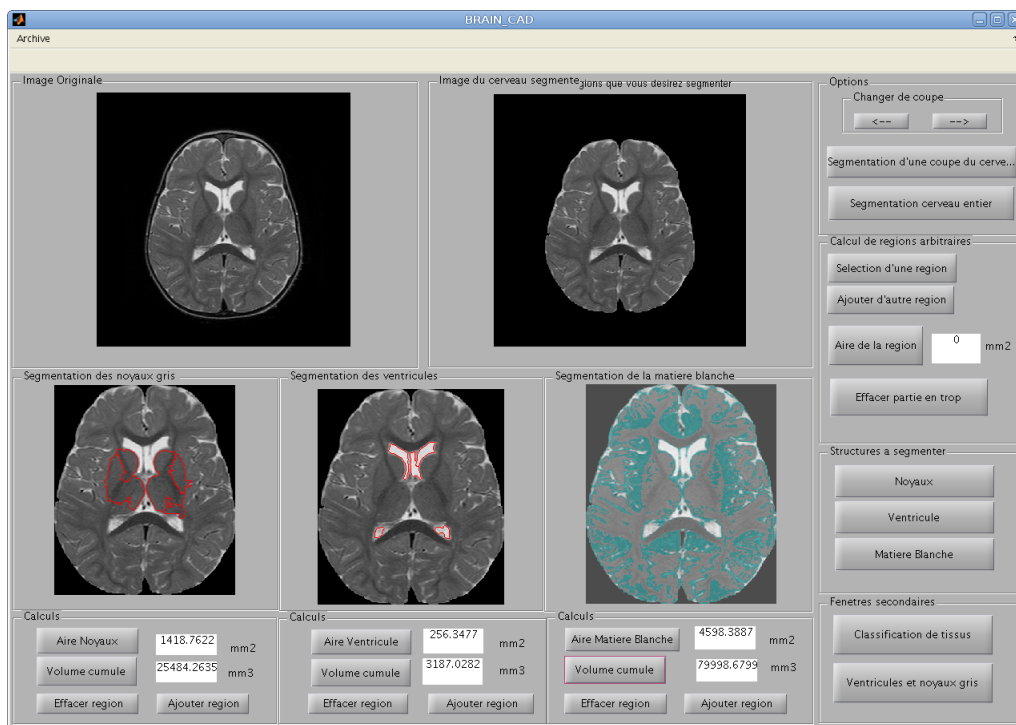 BRAIN_CAD
Archive
Image Originale
Image du cerveau segmente
gions que vous desirez segmenter
Options
Changer de coupe
<--
-->
Segmentation d'une coupe du cerve...
Segmentation cerveau entier
Calcul de regions arbitraires
Selection d'une region
Ajouter d'autre region
Aire de la region
0
mm2
Effacer partie en trop
Segmentation des noyaux gris
Segmentation des ventricules
Segmentation de la matiere blanche
Structures a segmenter
Noyaux
Ventricule
Matiere Blanche
Calculs
Aire Noyaux
1418.7622
mm2
Volume cumule
25484.2635
mm3
Effacer region
Ajouter region
Calculs
Aire Ventricule
256.3477
mm2
Volume cumule
3187.0282
mm3
Effacer region
Ajouter region
Calculs
Aire Matiere Blanche
4598.3887
mm2
Volume cumule
79998.6799
mm3
Effacer region
Ajouter region
Fenetres secondaires
Classification de tissus
Ventricules et noyaux gris